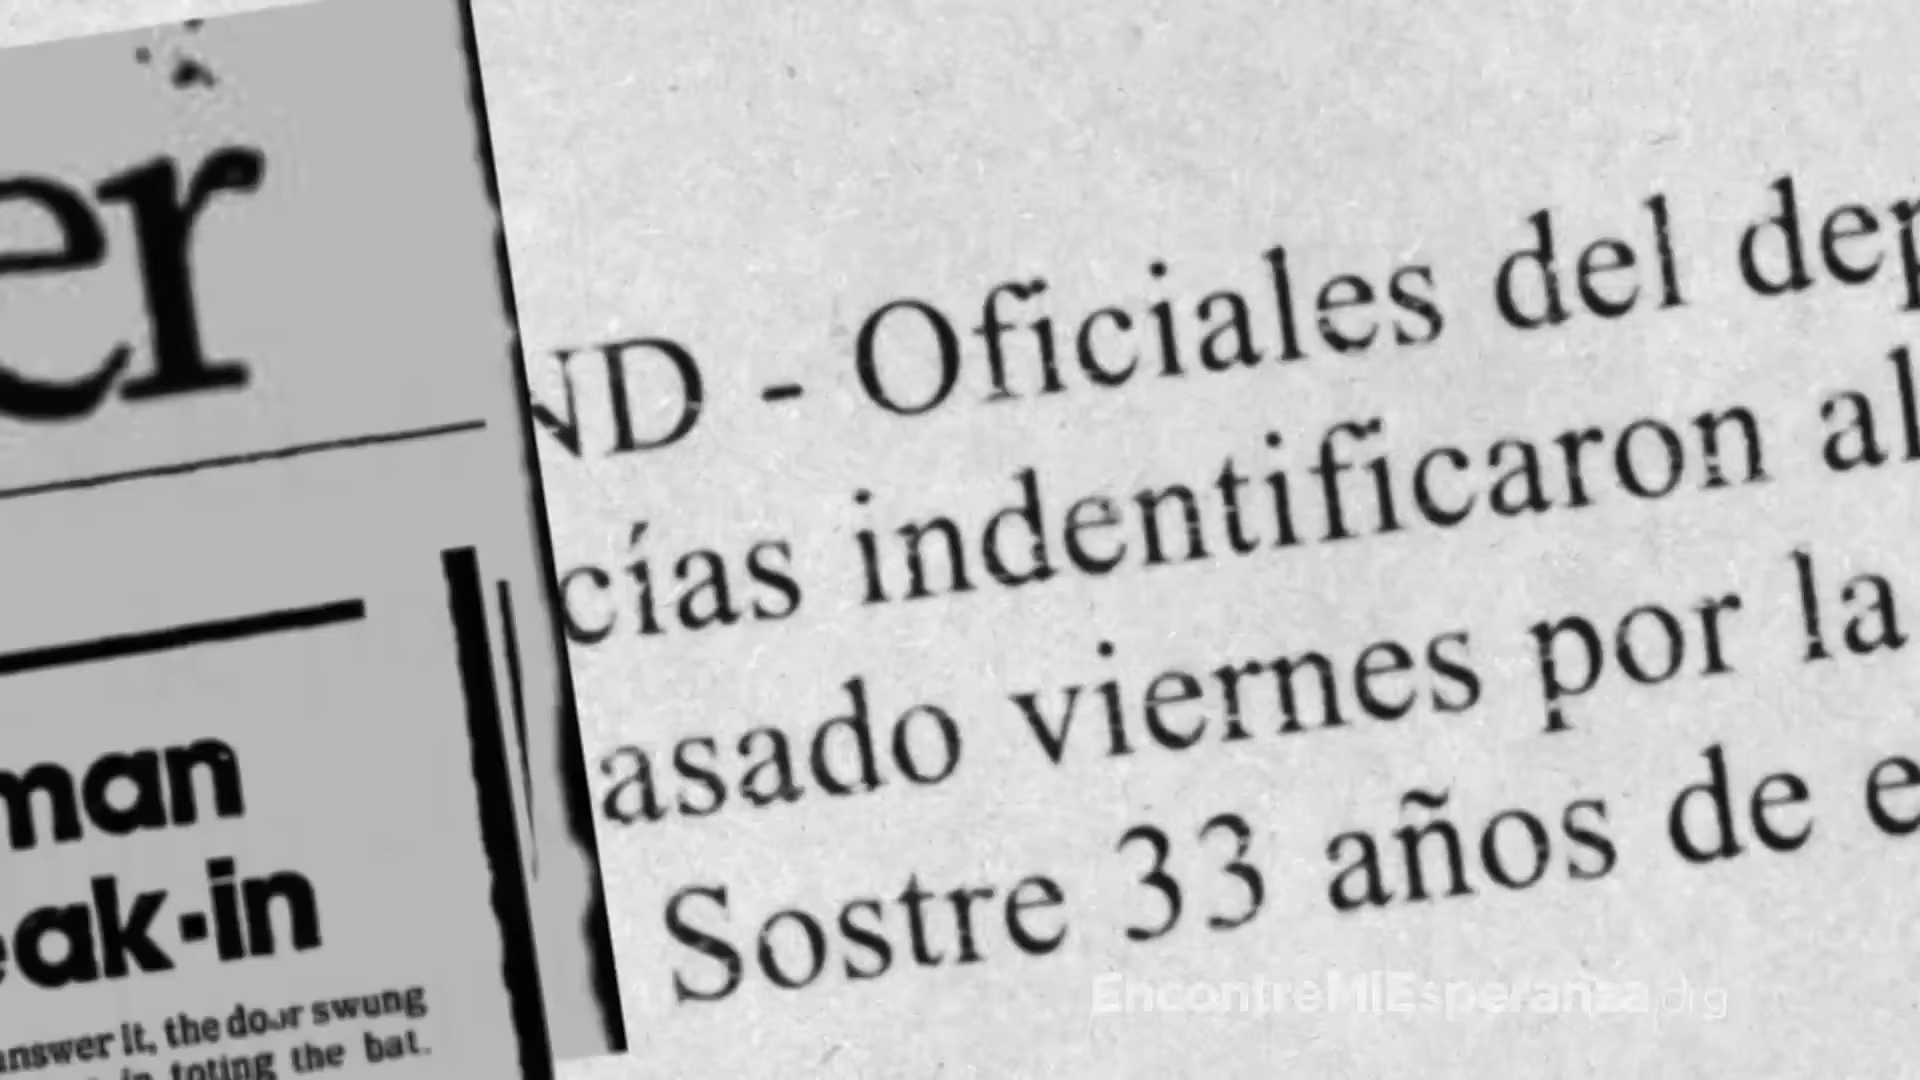 er
man
eak-in
answer it, the door swung
in toting the bat.
ND - Oficiales del dep
cías indentificaron al
asado viernes por la
Sostre 33 años de e
EncontreMiEsperanza.org